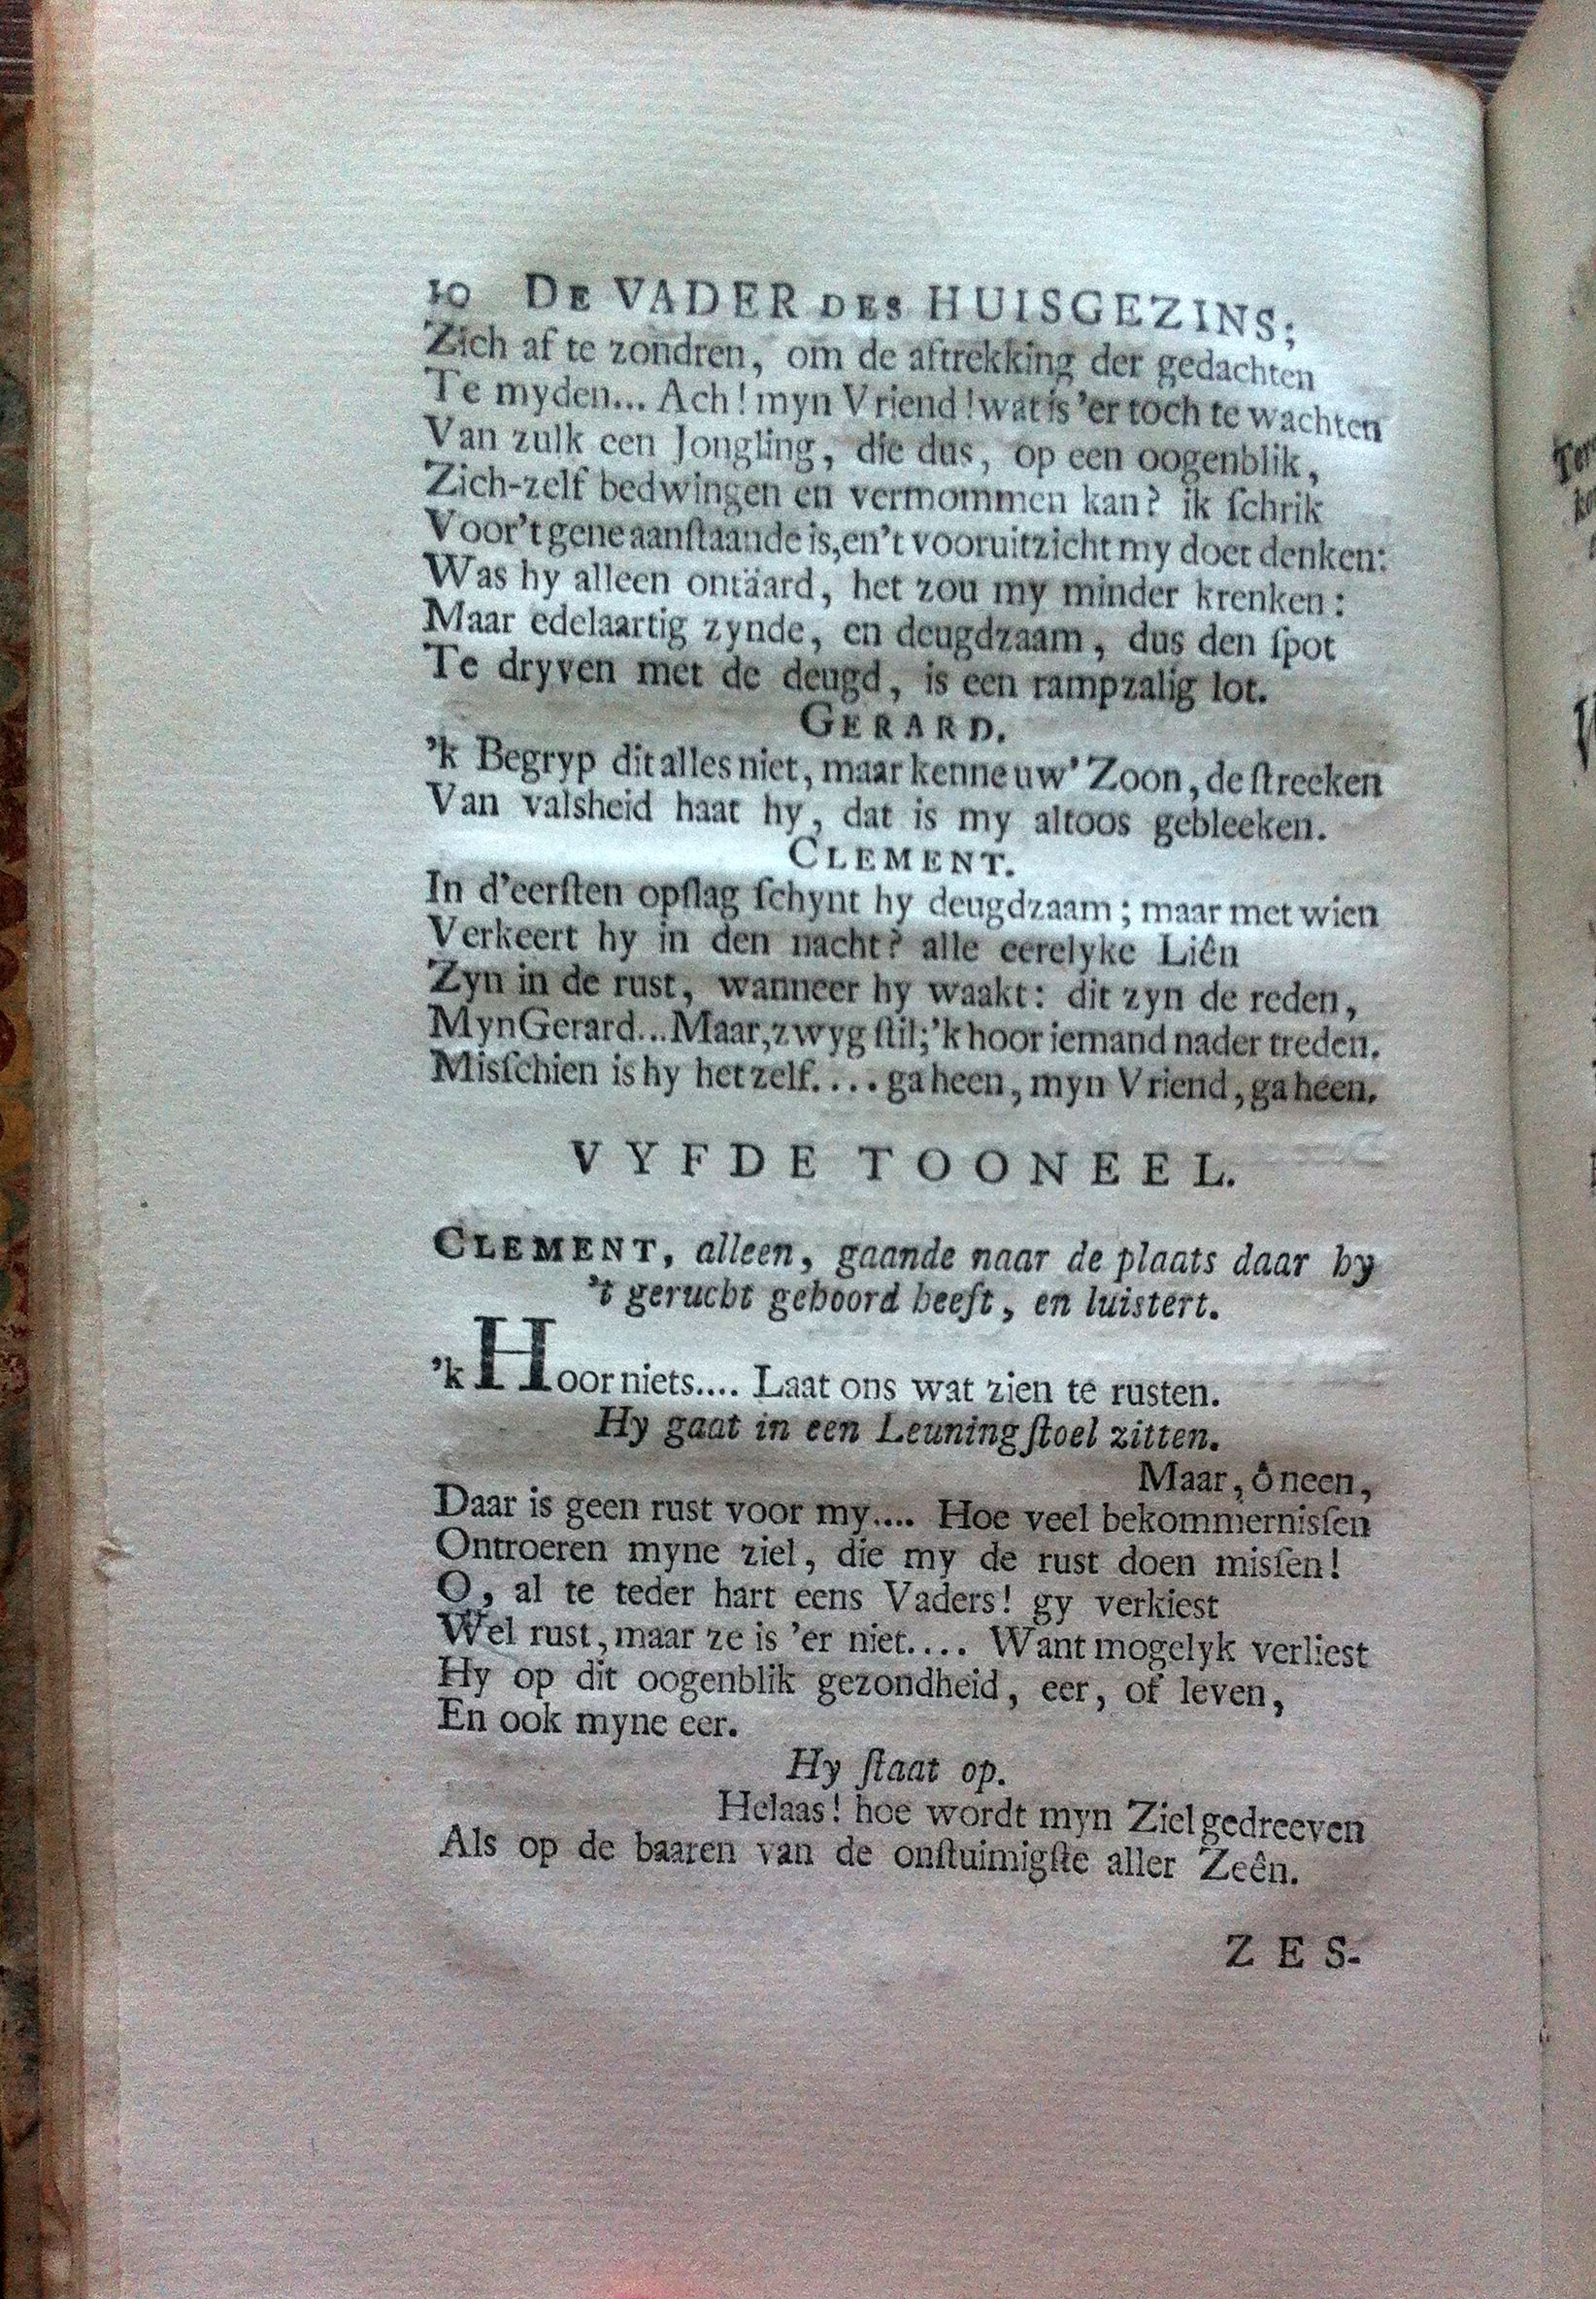 10 DE VADER DES HUISGEZINS;
Zich af te zondren, om de aftrekking der gedachten
Te myden... Ach! myn Vriend! wat is 'er toch te wachten
Van zulk een Jongling, die dus, op een oogenblik,
Zich-zelf bedwingen en vermommen kan? ik ſchrik
Voor 't gene aanſtaande is, en 't vooruitzicht my doet denken:
Was hy alleen ontäard, het zou my minder krenken:
Maar edelaartig zynde, en deugdzaam, dus den ſpot
Te dryven met de deugd, is een rampzalig lot.
GERARD.
'k Begryp dit alles niet, maar kenne uw' Zoon, de ſtreeken
Van valsheid haat hy, dat is my altoos gebleeken.
CLEMENT.
In d'eerſten opſlag ſchynt hy deugdzaam; maar met wien
Verkeert hy in den nacht? alle eerelyke Liên
Zyn in de rust, wanneer hy waakt: dit zyn de reden,
Myn Gerard... Maar, zwyg ſtil; 'k hoor iemand nader treden.
Misſchien is hy het zelf.... ga heen, myn Vriend, ga heen.
VYFDE TOONEEL.
CLEMENT, alleen, gaande naar de plaats daar hy
't gerucht gehoord heeft, en luistert.
'k Hoor niets.... Laat ons wat zien te rusten.
Hy gaat in een Leuningſtoel zitten.
Maar, ô neen,
Daar is geen rust voor my.... Hoe veel bekommernisſen
Ontroeren myne ziel, die my de rust doen misſen!
O, al te teder hart eens Vaders! gy verkiest
Wel rust, maar ze is 'er niet.... Want mogelyk verliest
Hy op dit oogenblik gezondheid, eer, of leven,
En ook myne eer.
Hy ſtaat op.
Helaas! hoe wordt myn Ziel gedreeven
Als op de baaren van de onſtuimigſte aller Zeên.
ZES-